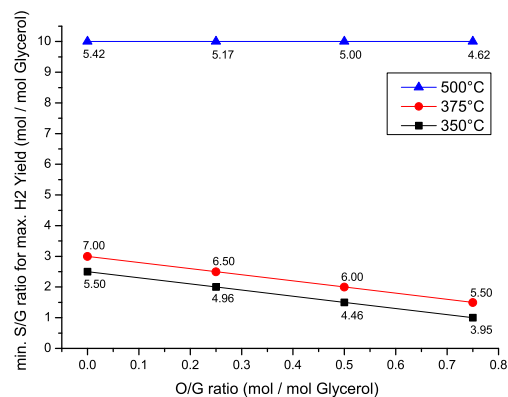 min. S/G ratio for max. H2 Yield (mol / mol Glycerol)
10
9
8
7
6
5
4
3
2
1
0
5.42 5.17 5.00 4.62
500°C
375°C
350°C
7.00 6.50 6.00 5.50
5.50 4.96 4.46 3.95
0.0 0.1 0.2 0.3 0.4 0.5 0.6 0.7 0.8
O/G ratio (mol / mol Glycerol)